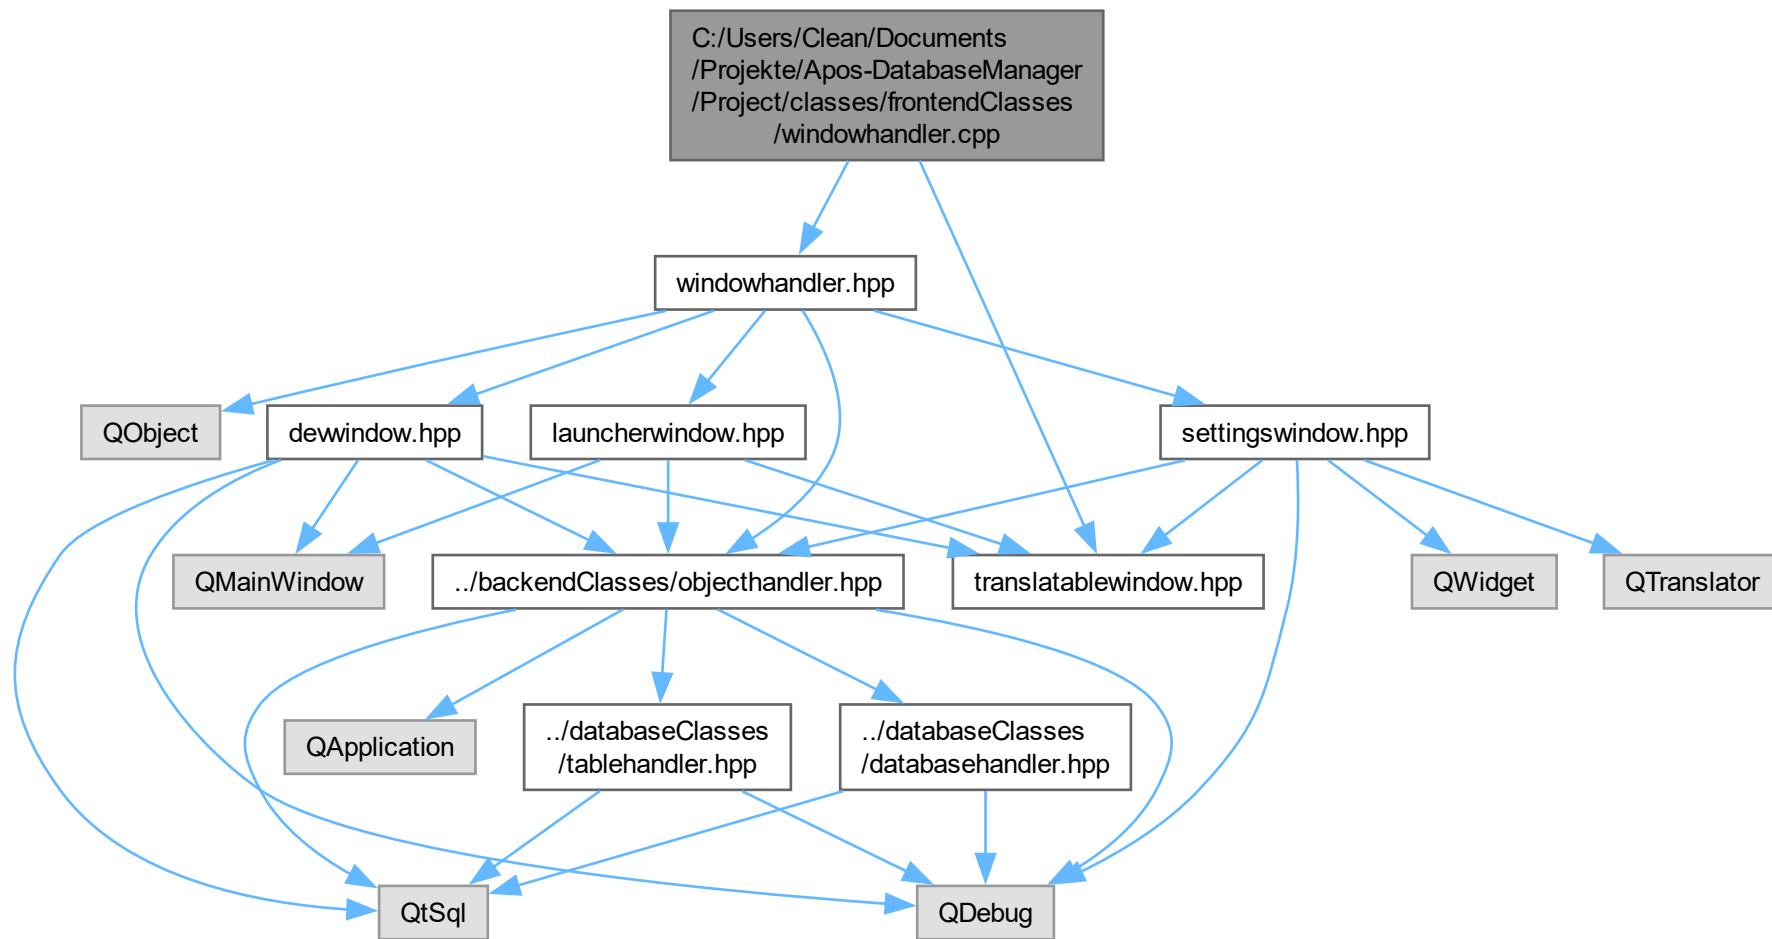 C:/Users/Clean/Documents
/Projekte/Apos-DatabaseManager
/Project/classes/frontendClasses
/windowhandler.cpp
windowhandler.hpp
QObject
devwindow.hpp
launcherwindow.hpp
settingswindow.hpp
QMainWindow
../backendClasses/objecthandler.hpp
translatablewindow.hpp
QWidget
QTranslator
QApplication
../databaseClasses
/tablehandler.hpp
../databaseClasses
/databasehandler.hpp
QtSql
QDebug